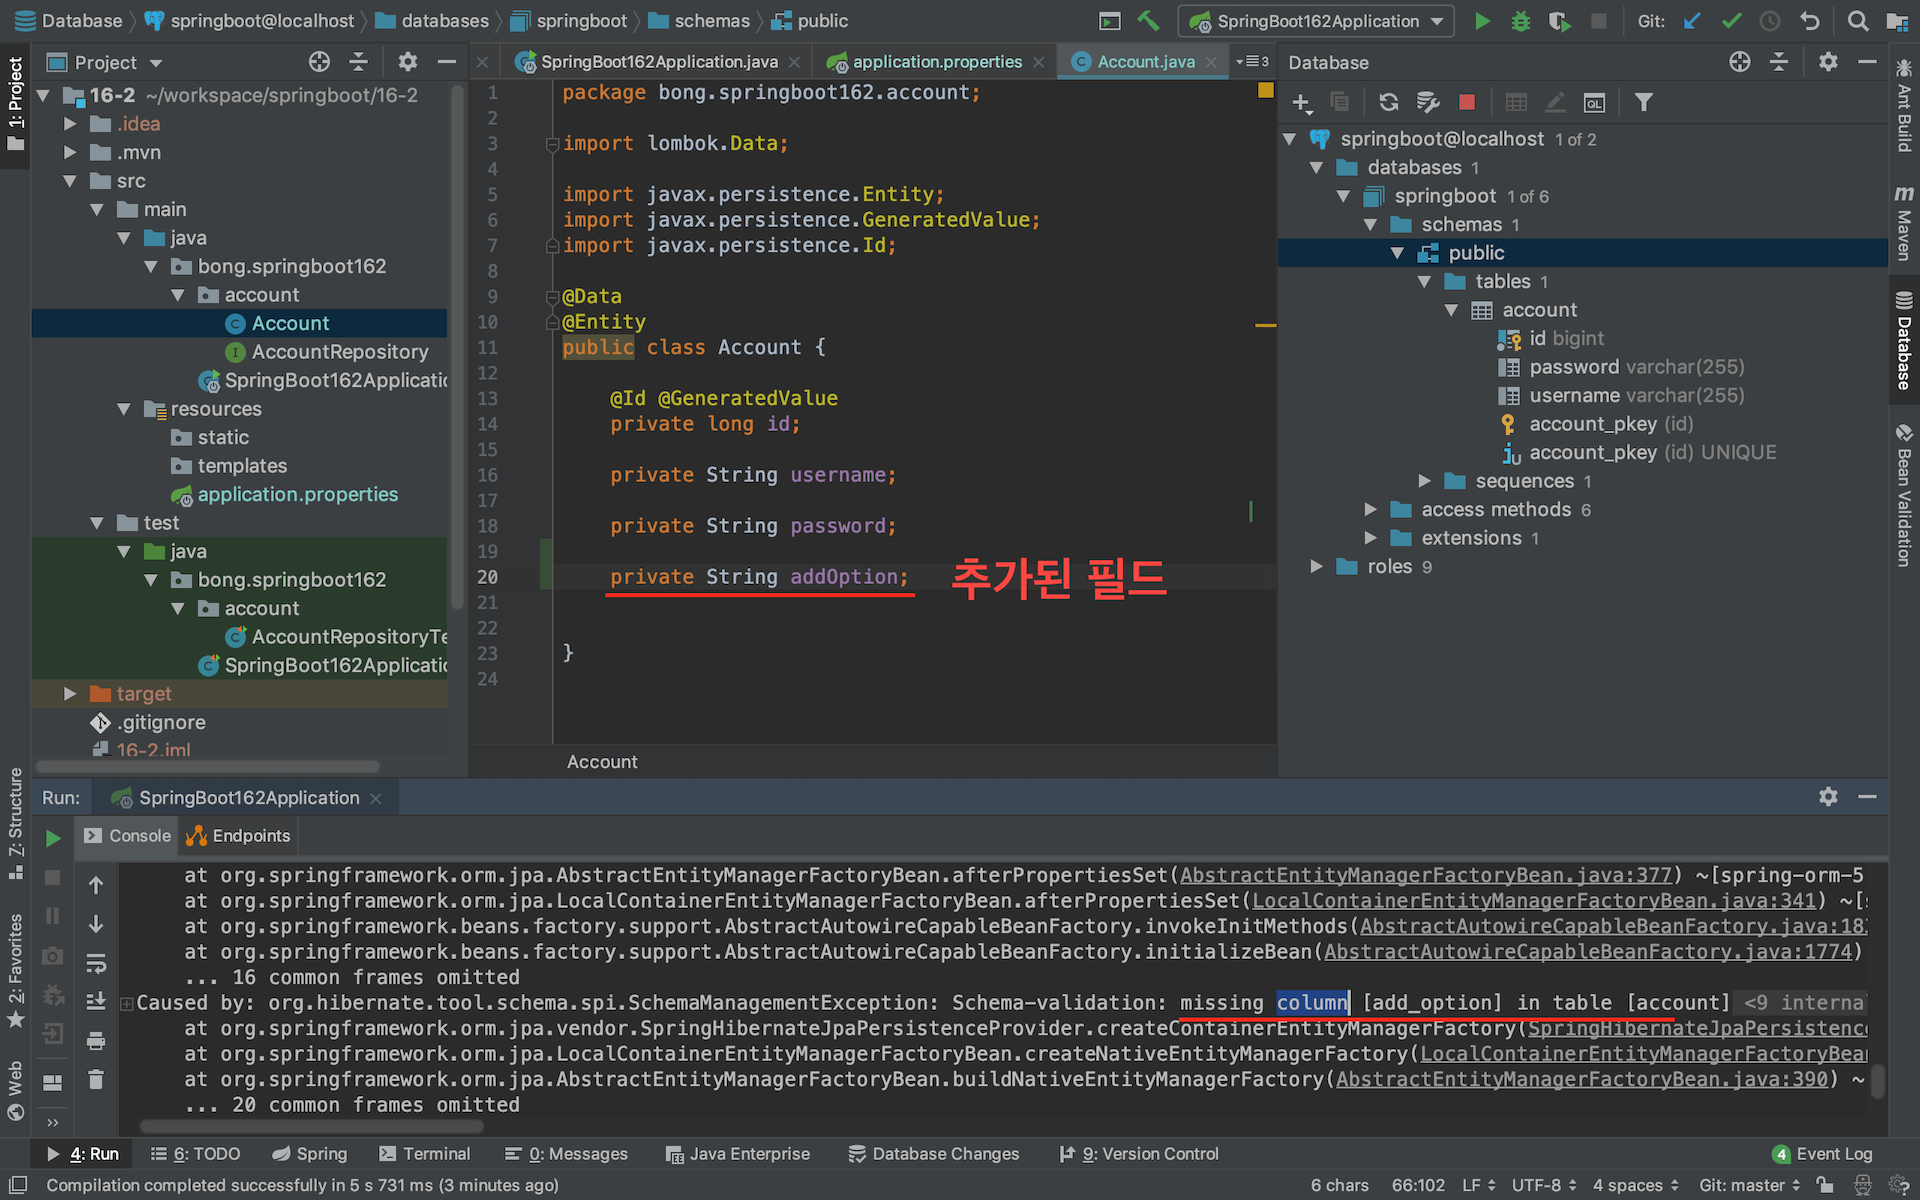 Database springboot@localhost databases springboot schemas public SpringBoot162Application Git:
Project
SpringBoot162Application.java
application.properties
Account.java
3
Database
1: Project
16-2 ~/workspace/springboot/16-2
.idea
.mvn
src
main
java
bong.springboot162
account
Account
AccountRepository
SpringBoot162Applicatio
resources
static
templates
application.properties
test
java
bong.springboot162
account
AccountRepositoryTe
SpringBoot162Applicatio
target
.gitignore
16-2.iml
1 package bong.springboot162.account;
2
3 import lombok.Data;
4
5 import javax.persistence.Entity;
6 import javax.persistence.GeneratedValue;
7 import javax.persistence.Id;
8
9 @Data
10 @Entity
11 public class Account {
12
13 @Id @GeneratedValue
14 private long id;
15
16 private String username;
17
18 private String password;
19
20 private String addOption; 추가된 필드
21
22
23 }
24
Account
QL
springboot@localhost 1 of 2
databases 1
springboot 1 of 6
schemas 1
public
tables 1
account
id bigint
password varchar(255)
username varchar(255)
account_pkey (id)
account_pkey (id) UNIQUE
sequences 1
access methods 6
extensions 1
roles 9
Ant Build
Maven
Database
Bean Validation
Run: SpringBoot162Application
Console Endpoints
at org.springframework.orm.jpa.AbstractEntityManagerFactoryBean.afterPropertiesSet(AbstractEntityManagerFactoryBean.java:377) ~[spring-orm-5
at org.springframework.orm.jpa.LocalContainerEntityManagerFactoryBean.afterPropertiesSet(LocalContainerEntityManagerFactoryBean.java:341) ~[
at org.springframework.beans.factory.support.AbstractAutowireCapableBeanFactory.invokeInitMethods(AbstractAutowireCapableBeanFactory.java:18
at org.springframework.beans.factory.support.AbstractAutowireCapableBeanFactory.initializeBean(AbstractAutowireCapableBeanFactory.java:1774)
... 16 common frames omitted
Caused by: org.hibernate.tool.schema.spi.SchemaManagementException: Schema-validation: missing column [add_option] in table [account] <9 interna
at org.springframework.orm.jpa.vendor.SpringHibernateJpaPersistenceProvider.createContainerEntityManagerFactory(SpringHibernateJpaPersistence
at org.springframework.orm.jpa.LocalContainerEntityManagerFactoryBean.createNativeEntityManagerFactory(LocalContainerEntityManagerFactoryBea
at org.springframework.orm.jpa.AbstractEntityManagerFactoryBean.buildNativeEntityManagerFactory(AbstractEntityManagerFactoryBean.java:390) ~
... 20 common frames omitted
Z: Structure
2: Favorites
Web
4: Run 6: TODO Spring Terminal 0: Messages Java Enterprise Database Changes 9: Version Control 4 Event Log
Compilation completed successfully in 5 s 731 ms (3 minutes ago) 6 chars 66:102 LF UTF-8 4 spaces Git: master